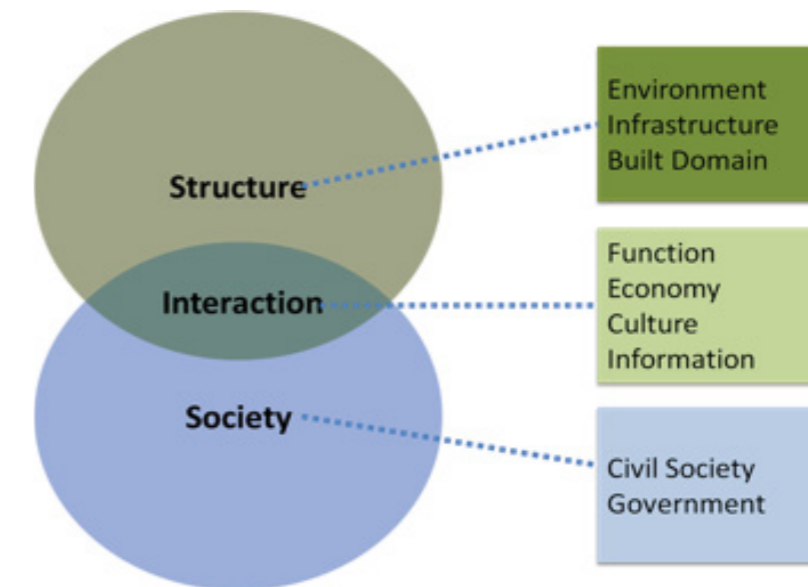 Structure
Interaction
Society
Environment
Infrastructure
Built Domain
Function
Economy
Culture
Information
Civil Society
Government